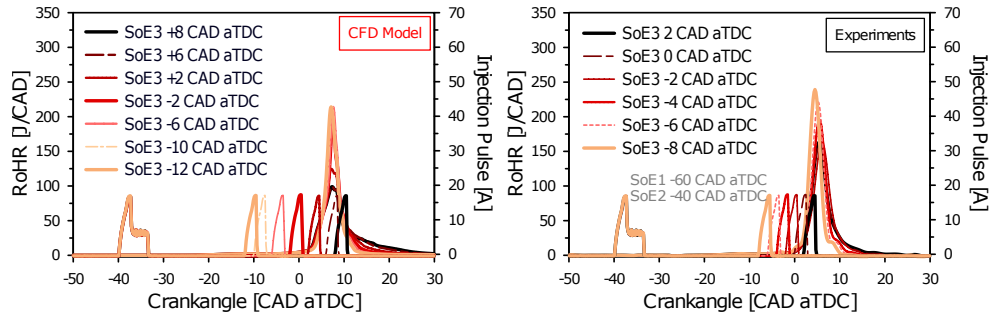 350
300
250
200
150
100
50
0
RoHR [J/CAD]
SoE3 +8 CAD aTDC
SoE3 +6 CAD aTDC
SoE3 +2 CAD aTDC
SoE3 -2 CAD aTDC
SoE3 -6 CAD aTDC
SoE3 -10 CAD aTDC
SoE3 -12 CAD aTDC
CFD Model
70
60
50
40
30
20
10
0
Injection Pulse [A]
-50 -40 -30 -20 -10 0 10 20 30
Crankangle [CAD aTDC]
350
300
250
200
150
100
50
0
RoHR [J/CAD]
SoE3 2 CAD aTDC
SoE3 0 CAD aTDC
SoE3 -2 CAD aTDC
SoE3 -4 CAD aTDC
SoE3 -6 CAD aTDC
SoE3 -8 CAD aTDC
SoE1 -60 CAD aTDC
SoE2 -40 CAD aTDC
Experiments
70
60
50
40
30
20
10
0
Injection Pulse [A]
-50 -40 -30 -20 -10 0 10 20 30
Crankangle [CAD aTDC]